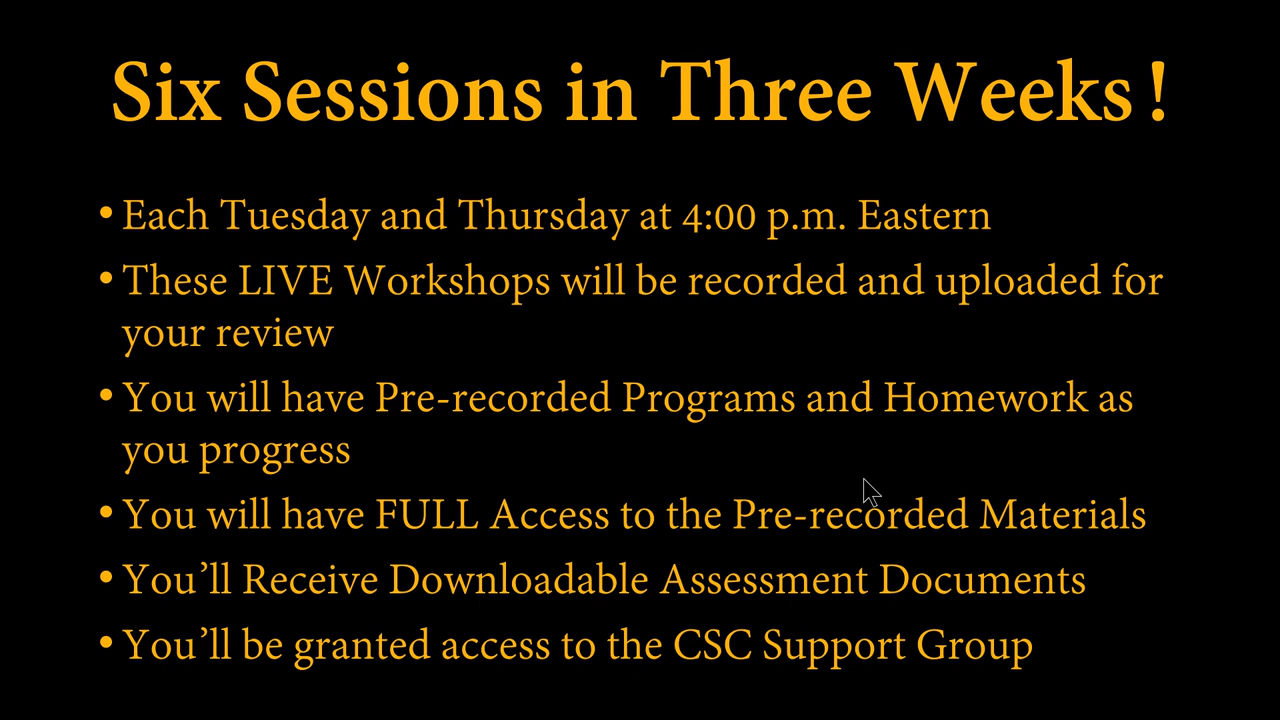 Six Sessions in Three Weeks!
• Each Tuesday and Thursday at 4:00 p.m. Eastern
• These LIVE Workshops will be recorded and uploaded for
your review
• You will have Pre-recorded Programs and Homework as
you progress
• You will have FULL Access to the Pre-recorded Materials
• You’ll Receive Downloadable Assessment Documents
• You’ll be granted access to the CSC Support Group